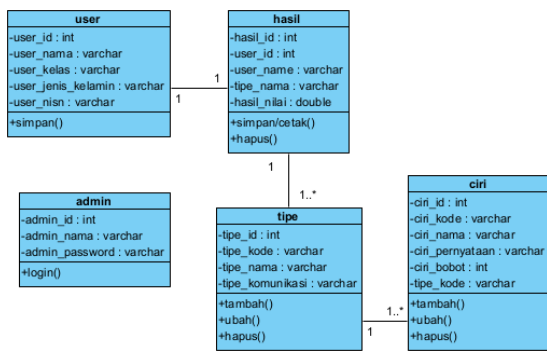 user
-user_id : int
-user_nama : varchar
-user_kelas : varchar
-user_jenis_kelamin : varchar
-user_nisn : varchar
+simpan()
1
1
hasil
-hasil_id : int
-user_id : int
-user_name : varchar
-tipe_nama : varchar
-hasil_nilai : double
+simpan/cetak()
+hapus()
1
1..*
admin
-admin_id : int
-admin_nama : varchar
-admin_password : varchar
+login()
tipe
-tipe_id : int
-tipe_kode : varchar
-tipe_nama : varchar
-tipe_komunikasi : varchar
+tambah()
+ubah()
+hapus()
1
1..*
ciri
-ciri_id : int
-ciri_kode : varchar
-ciri_nama : varchar
-ciri_pernyataan : varchar
-ciri_bobot : int
-tipe_kode : varchar
+tambah()
+ubah()
+hapus()